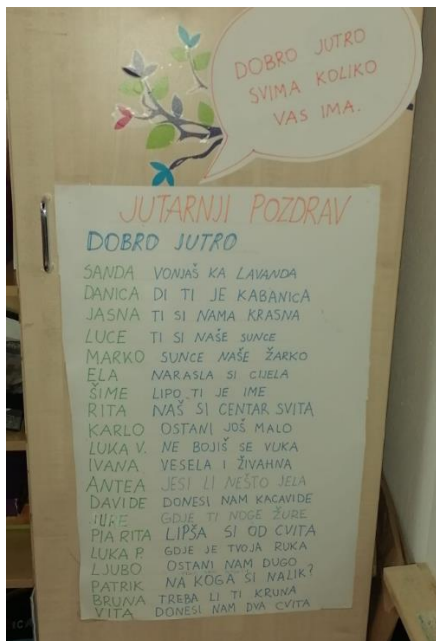 DOBRO JUTRO
SVIMA KOLIKO
VAS IMA.
JUTARNJI POZDRAV
DOBRO JUTRO
SANDA VONJAŠ KA LAVANDA
DANICA DI TI JE KABANICA
JASNA TI SI NAMA KRASNA
LUCE TI SI NAŠE SUNCE
MARKO SUNCE NAŠE ŽARKO
ELA NARASLA SI CIJELA
ŠIME LIPO TI JE IME
RITA NAŠ SI CENTAR SVITA
KARLO OSTANI JOŠ MALO
LUKA V. NE BOJIŠ SE VUKA
IVANA VESELA I ŽIVAHNA
ANTEA JESI LI NEŠTO JELA
DAVIDE DONESI NAM KACAVIDE
JURE GDJE TI NOGE ŽURE
PIA RITA LIPŠA SI OD CVITA
LUKA P. GDJE JE TVOJA RUKA
LJUBO OSTANI NAM DUGO
PATRIK NA KOGA SI NALIK?
BRUNA TREBA LI TI KRUNA
VITA DONESI NAM DVA CVITA